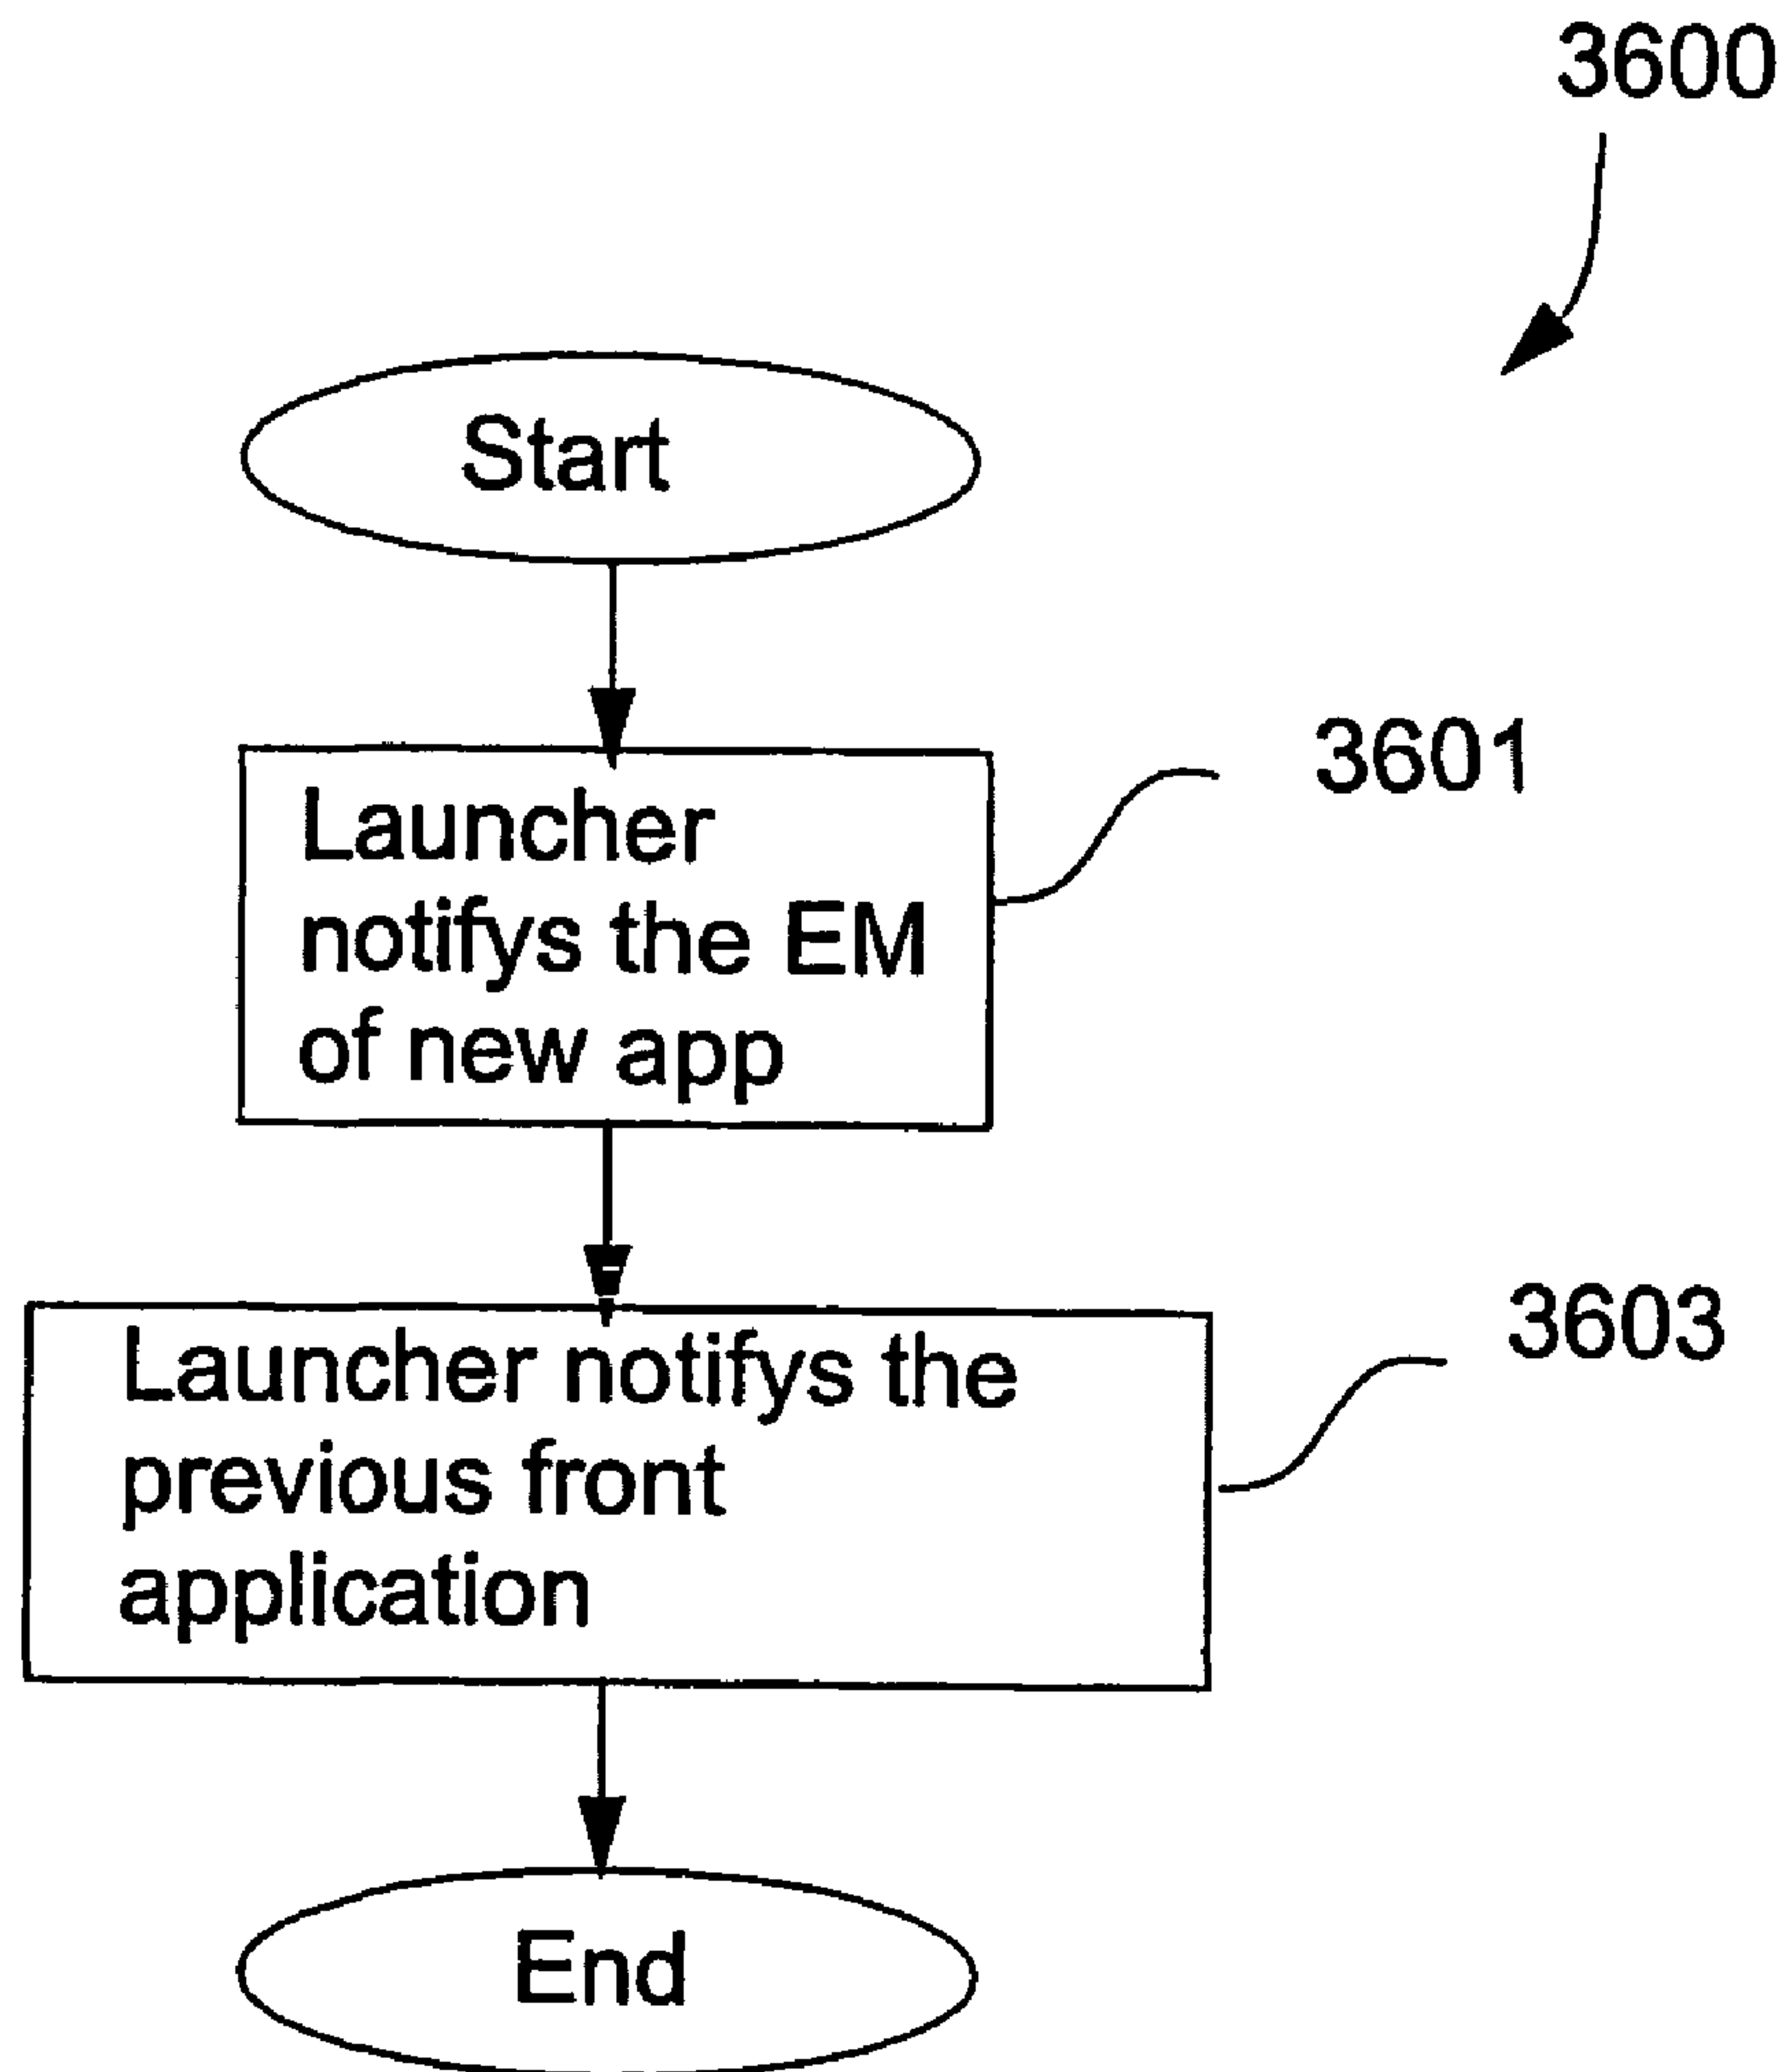 3600
Start
Launcher
notifys the EM
of new app
3601
Launcher notifys the
previous front
application
3603
End